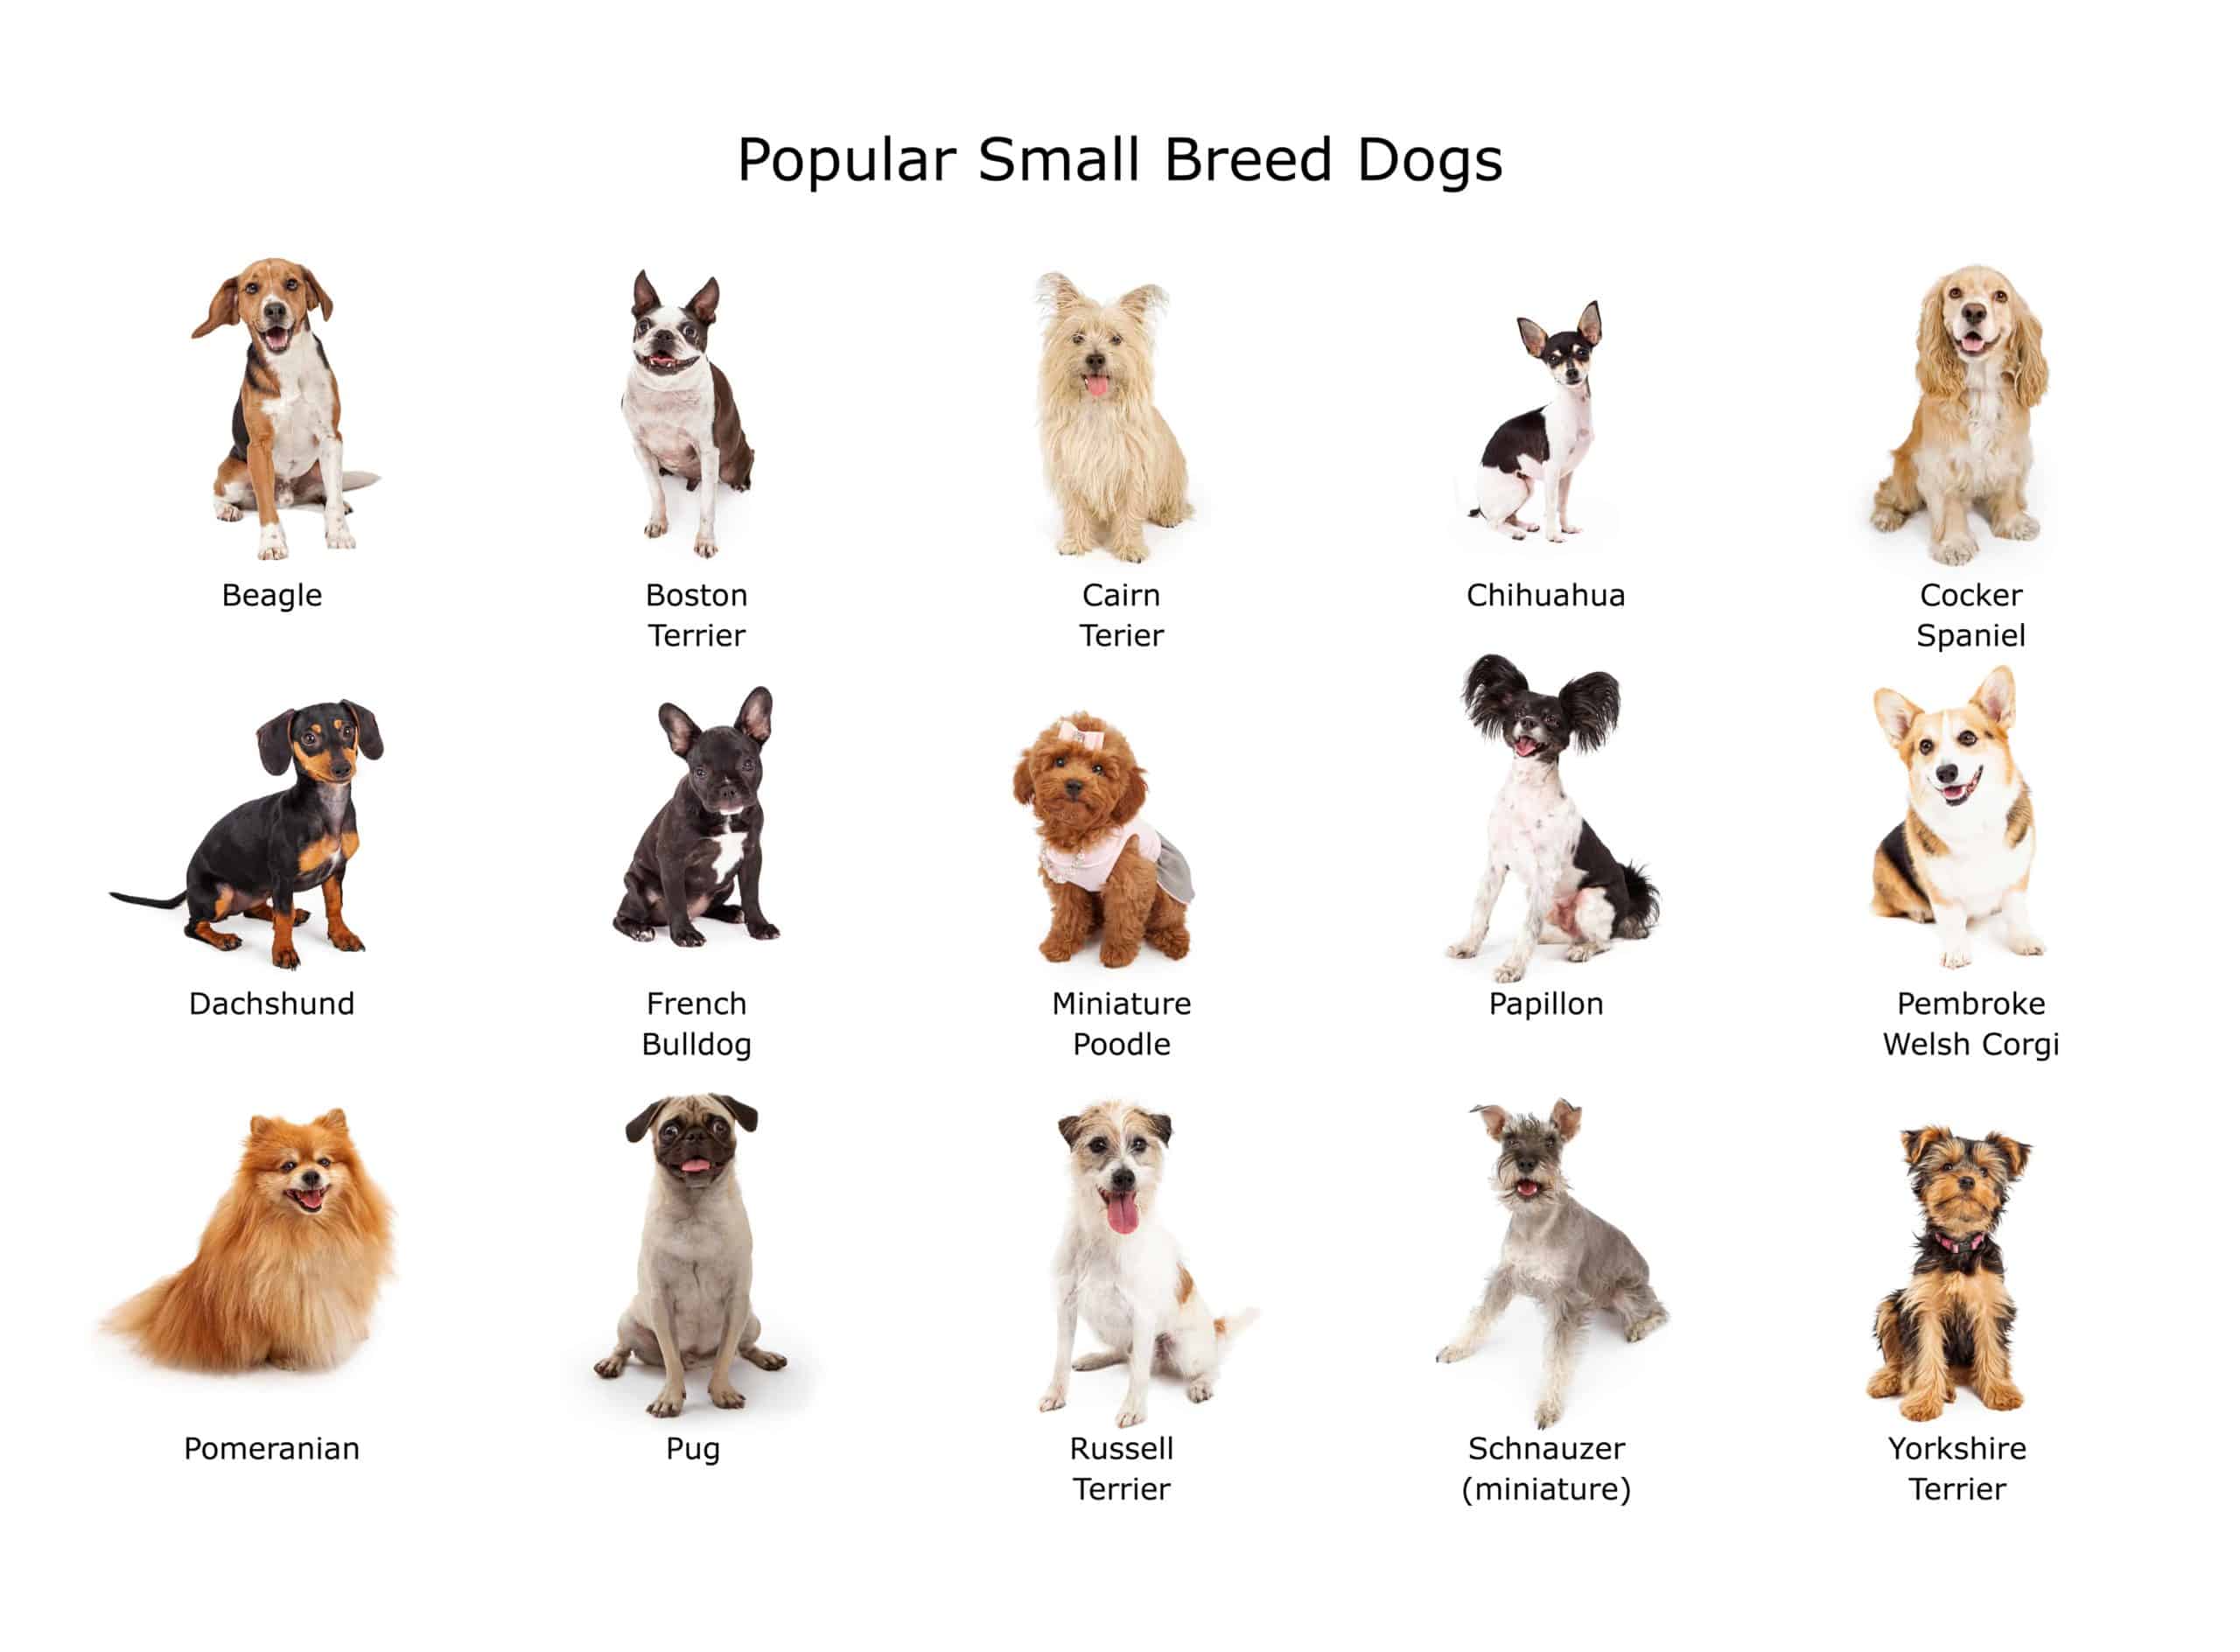 Popular Small Breed Dogs
Beagle
Boston
Terrier
Cairn
Terier
Chihuahua
Cocker
Spaniel
Dachshund
French
Bulldog
Miniature
Poodle
Papillon
Pembroke
Welsh Corgi
Pomeranian
Pug
Russell
Terrier
Schnauzer
(miniature)
Yorkshire
Terrier